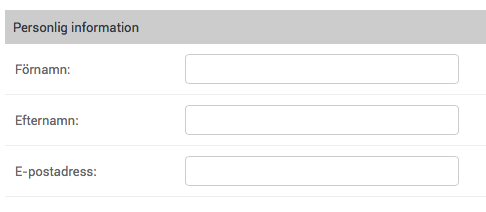 Personlig information
Förnamn:
Efternamn:
E-postadress: